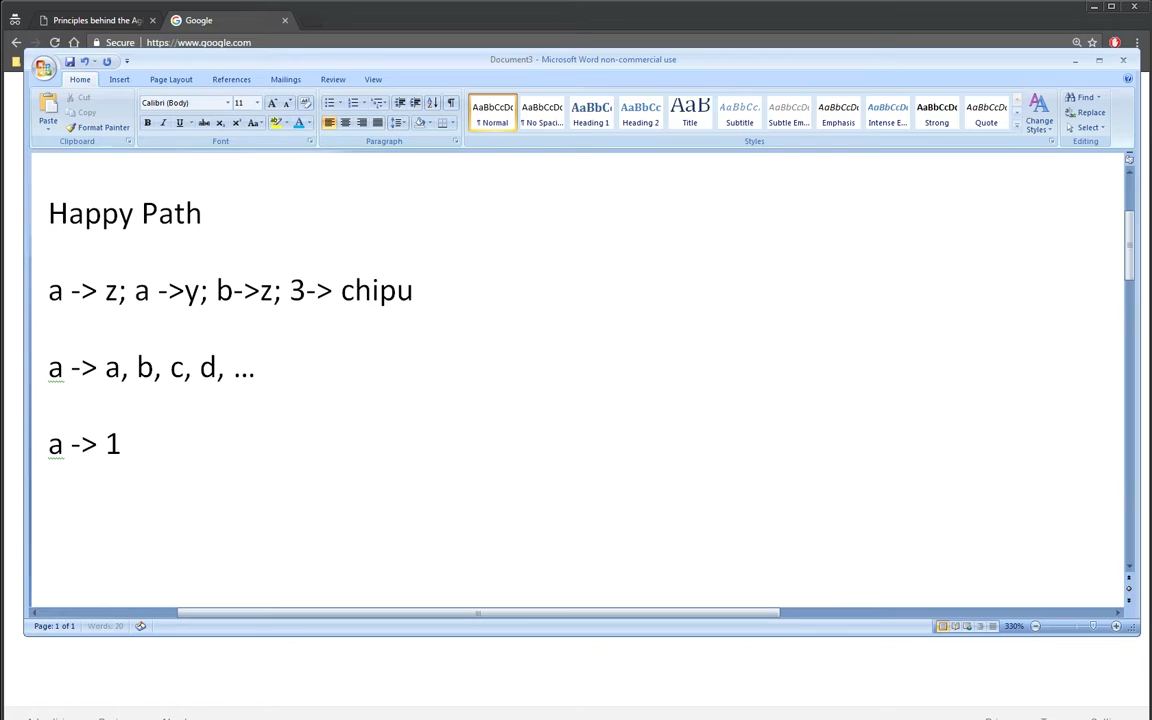 Principles behind the Ag
Google
Secure
https://www.google.com
Document3 - Microsoft Word non-commercial use
Home Insert Page Layout References Mailings Review View
Paste
Cut
Copy
Format Painter
Clipboard
Calibri (Body) 11
B I U abc X₂ X² Aa
Font
Paragraph
AaBbCcDc AaBbCcDc AaBbC AaBbCc AaB AaBbCc. AaBbCcDc AaBbCcDc AaBbCcDc AaBbCcDc AaBbCcDc
¶ Normal ¶ No Spaci... Heading 1 Heading 2 Title Subtitle Subtle Em... Emphasis Intense E... Strong Quote
Change Styles
Styles
Find
Replace
Select
Editing
Happy Path
a -> z; a ->y; b->z; 3-> chipu
a -> a, b, c, d, ...
a -> 1
Page: 1 of 1 Words: 20
330%